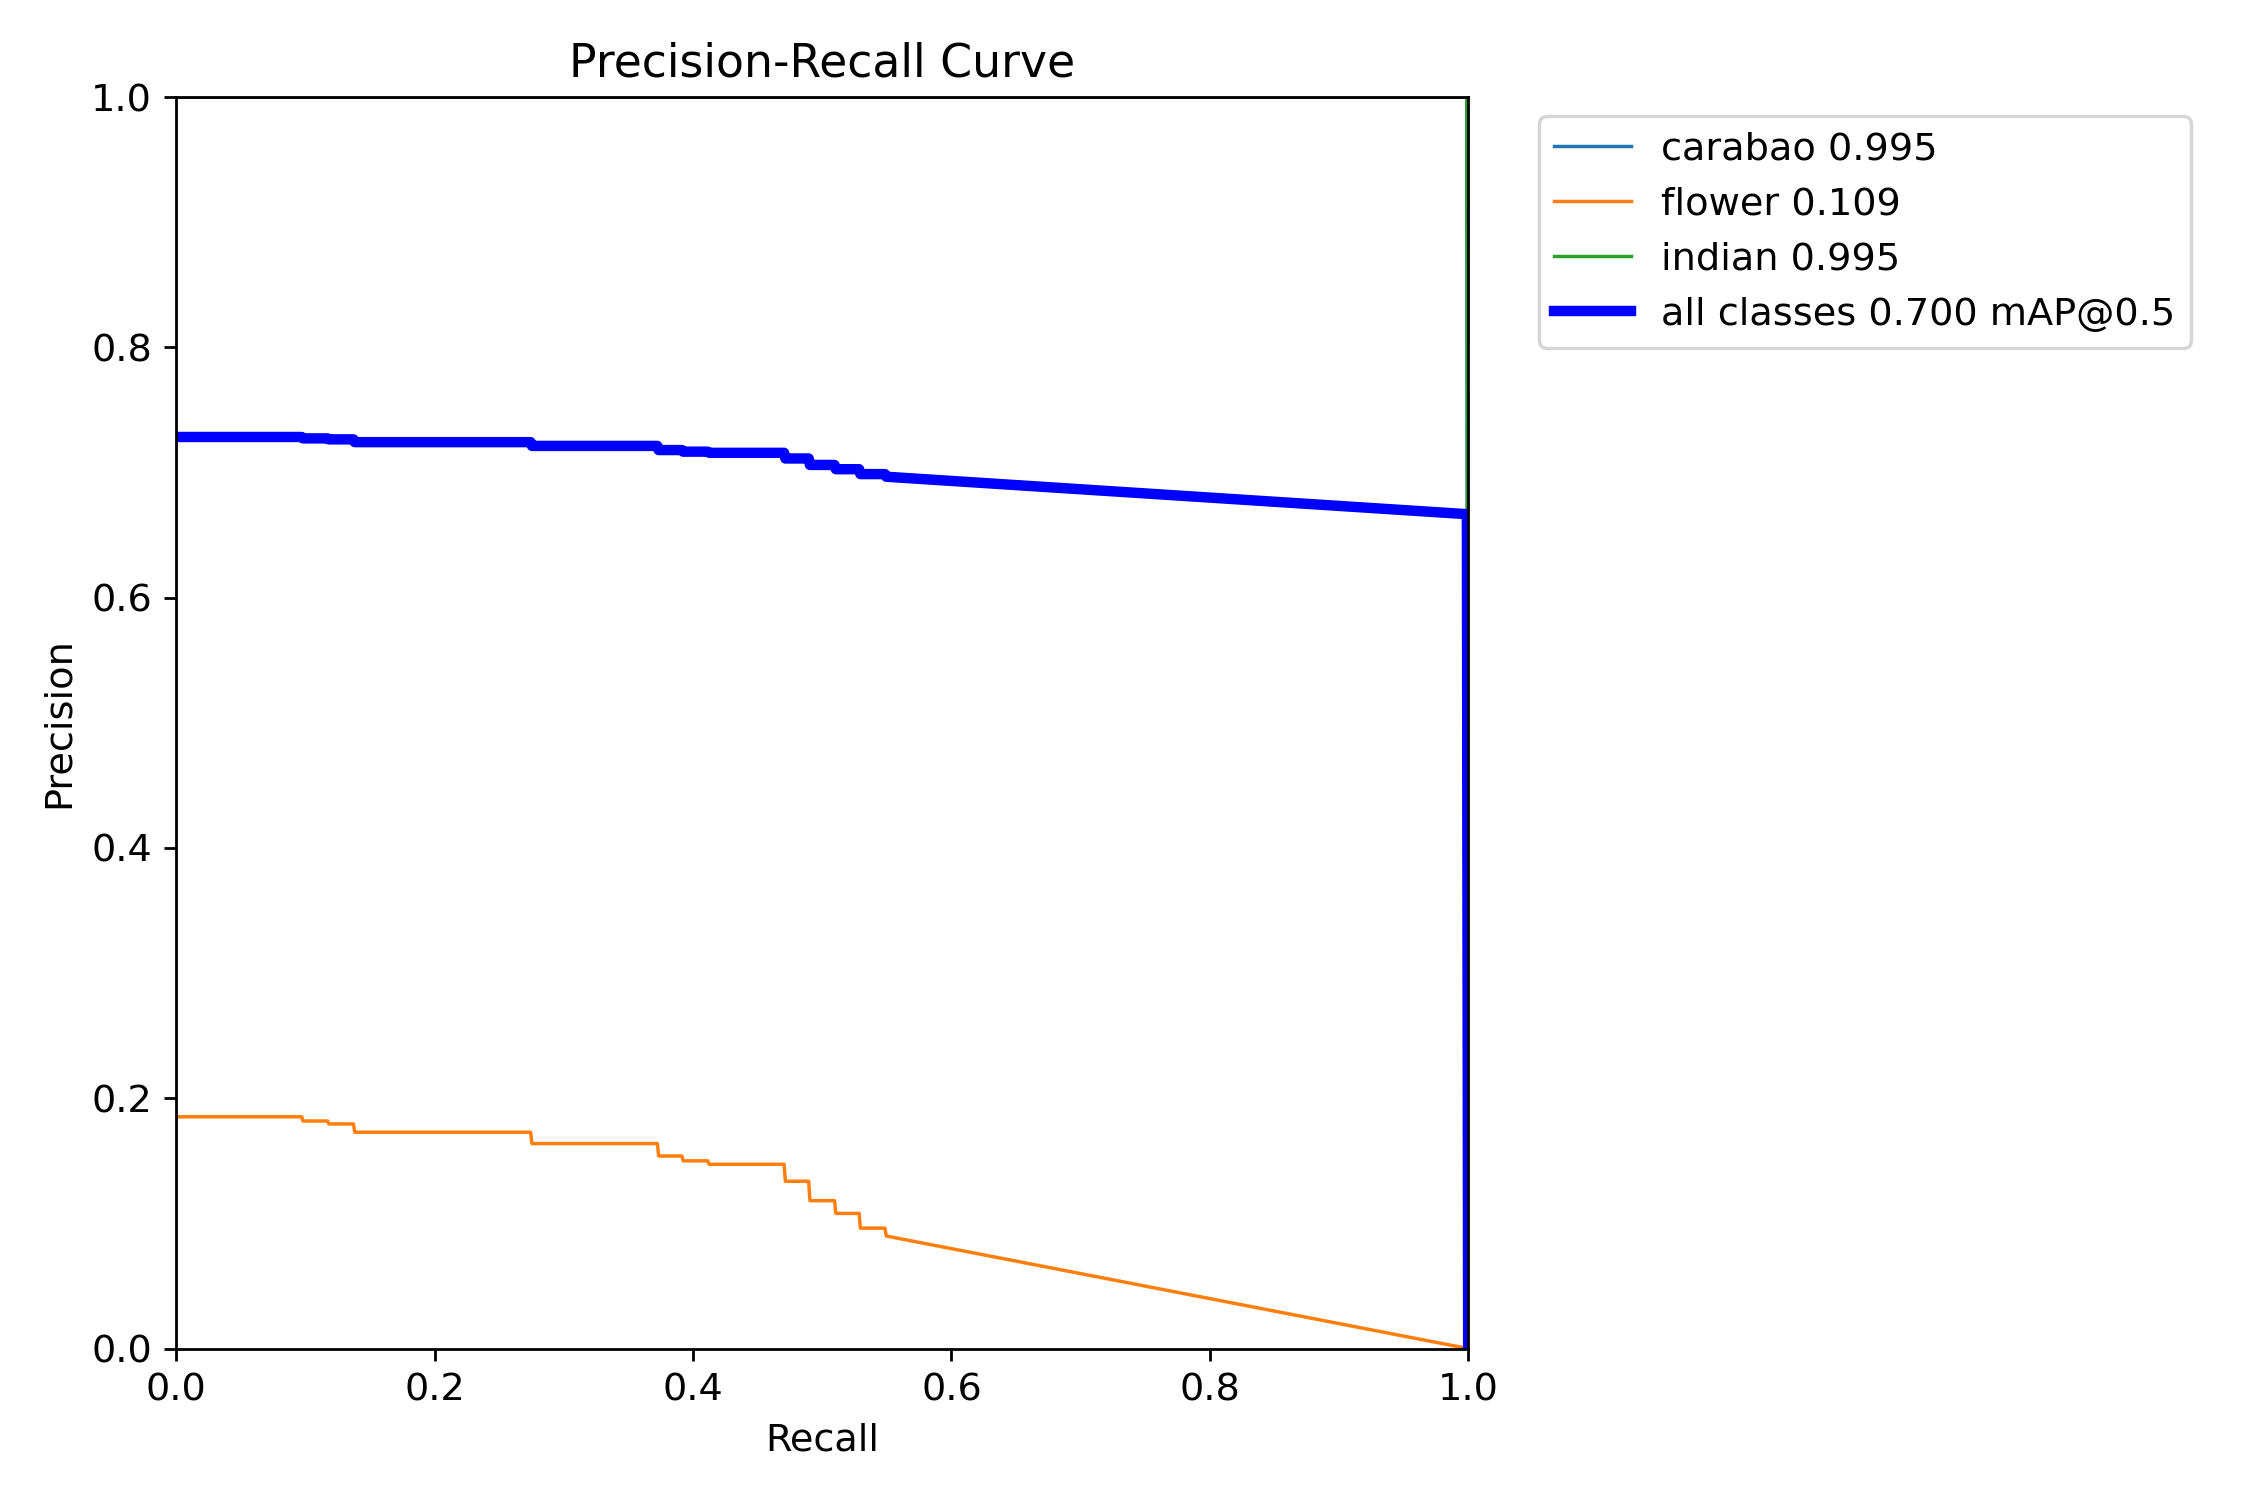 Precision-Recall Curve
1.0
0.8
0.6
0.4
0.2
0.0
Precision
0.0 0.2 0.4 0.6 0.8 1.0
Recall
carabao 0.995
flower 0.109
indian 0.995
all classes 0.700 mAP@0.5